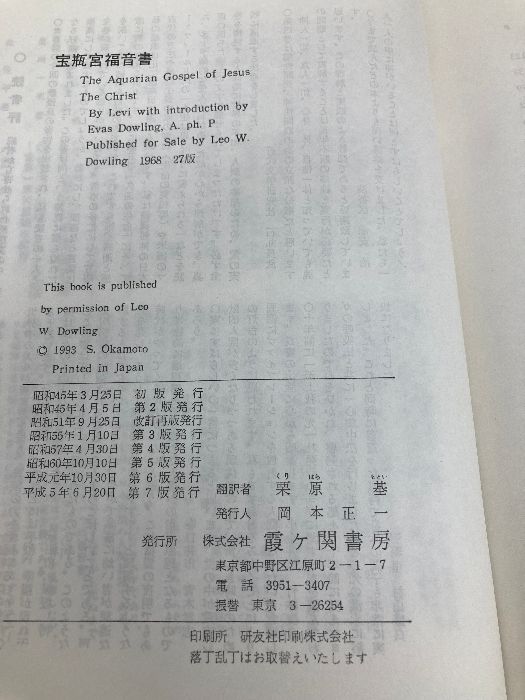 宝瓶宮福音書
The Aquarian Gospel of Jesus
The Christ
By Levi with introduction by
Evas Dowling, A. ph. P
Published for Sale by Leo W.
Dowling 1968 27版
This book is published
by permission of Leo
W. Dowling
© 1993 S. Okamoto
Printed in Japan
昭和45年3月25日 初版発行
昭和45年4月5日 第2版発行
昭和51年9月25日 改訂再版発行
昭和55年1月10日 第3版発行
昭和57年4月30日 第4版発行
昭和60年10月10日 第5版発行
平成元年10月30日 第6版発行
平成5年6月20日 第7版発行
くり はら
翻訳者 栗原 基
発行人 岡本正一
発行所 株式会社 霞ケ関書房
東京都中野区江原町2-1-7
電話 3951-3407
振替 東京 3-26254
印刷所 研友社印刷株式会社
落丁乱丁はお取替えいたします